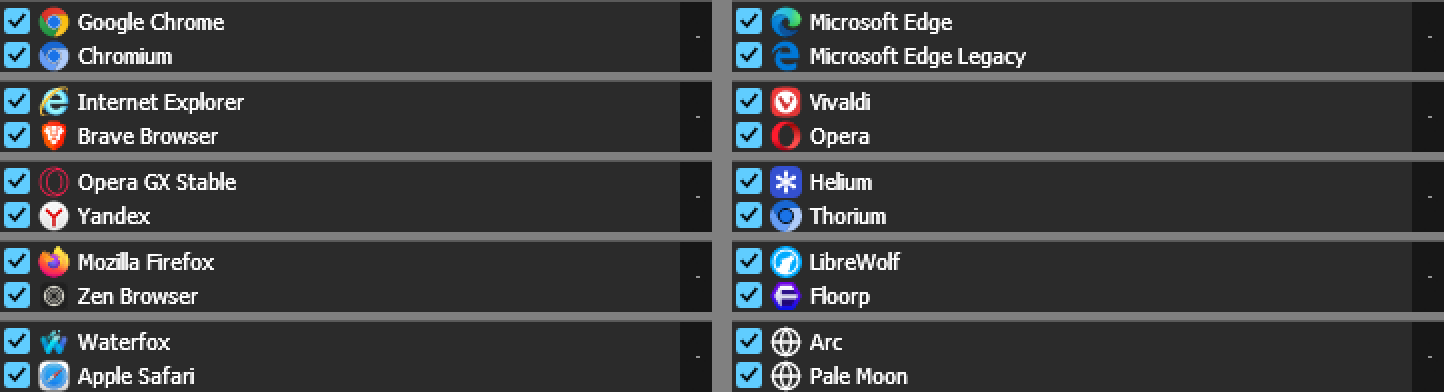 Google Chrome
Chromium
Microsoft Edge
Microsoft Edge Legacy
Internet Explorer
Brave Browser
Vivaldi
Opera
Opera GX Stable
Yandex
Helium
Thorium
Mozilla Firefox
Zen Browser
LibreWolf
Floorp
Waterfox
Apple Safari
Arc
Pale Moon